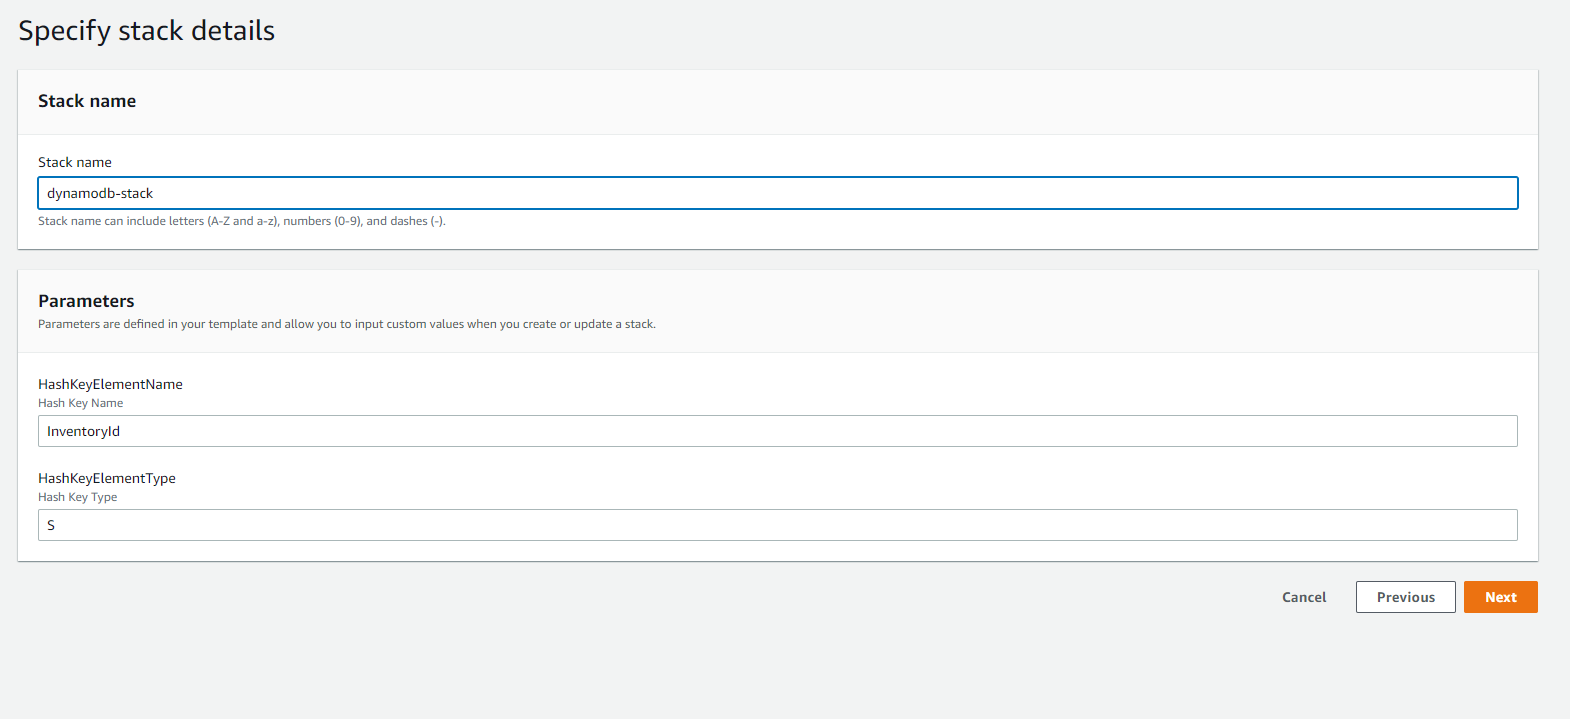 Specify stack details
Stack name
Stack name
dynamodb-stack
Stack name can include letters (A-Z and a-z), numbers (0-9), and dashes (-).
Parameters
Parameters are defined in your template and allow you to input custom values when you create or update a stack.
HashKeyElementName
Hash Key Name
InventoryId
HashKeyElementType
Hash Key Type
S
Cancel Previous Next